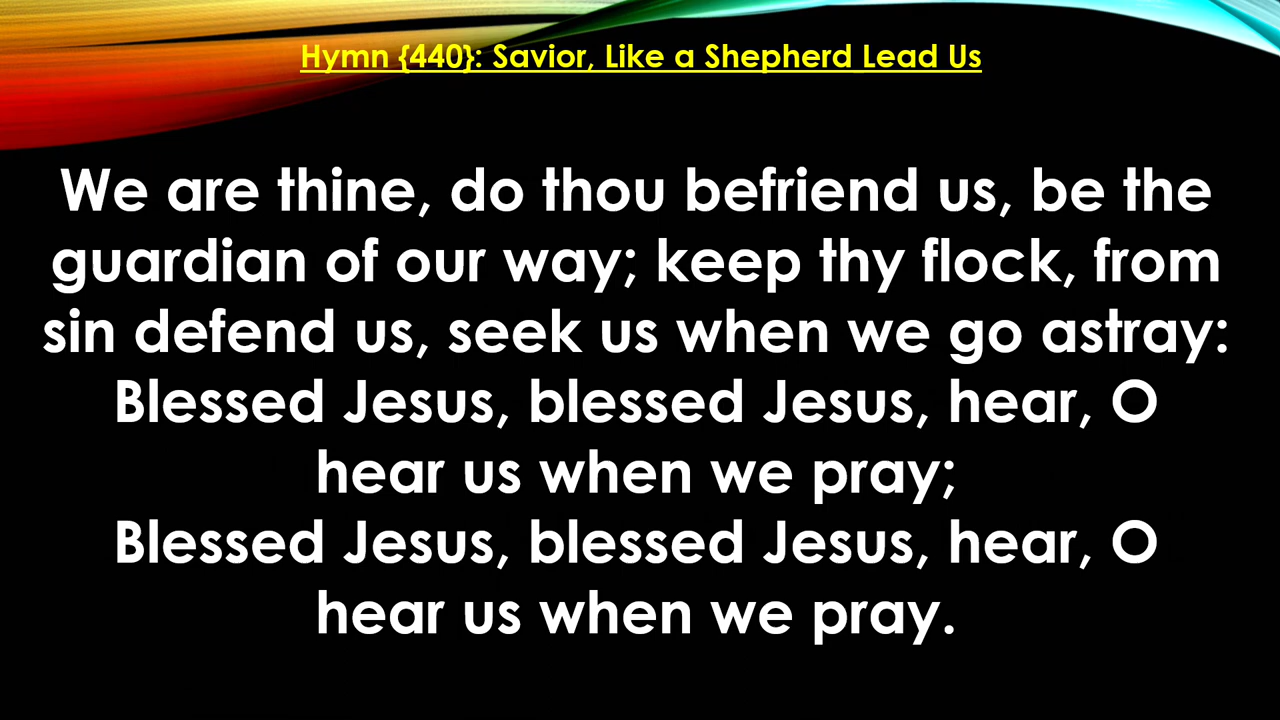 Hymn {440}: Savior, Like a Shepherd Lead Us
We are thine, do thou befriend us, be the
guardian of our way; keep thy flock, from
sin defend us, seek us when we go astray:
Blessed Jesus, blessed Jesus, hear, O
hear us when we pray;
Blessed Jesus, blessed Jesus, hear, O
hear us when we pray.